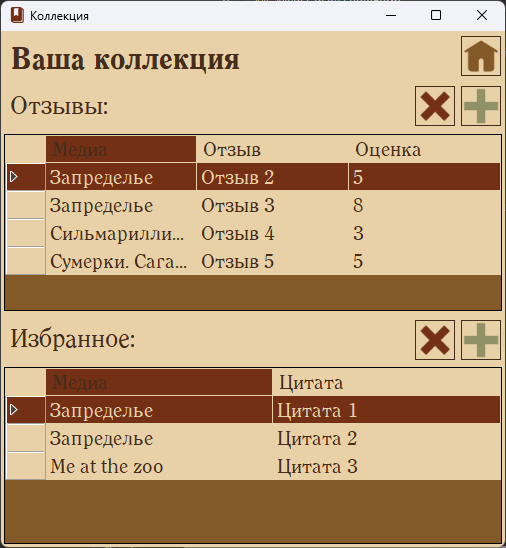 Коллекция
Ваша коллекция
Отзывы:
Медиа Отзыв Оценка
Запределье Отзыв 2 5
Запределье Отзыв 3 8
Сильмарилли... Отзыв 4 3
Сумерки. Сага... Отзыв 5 5
Избранное:
Медиа Цитата
Запределье Цитата 1
Запределье Цитата 2
Me at the zoo Цитата 3